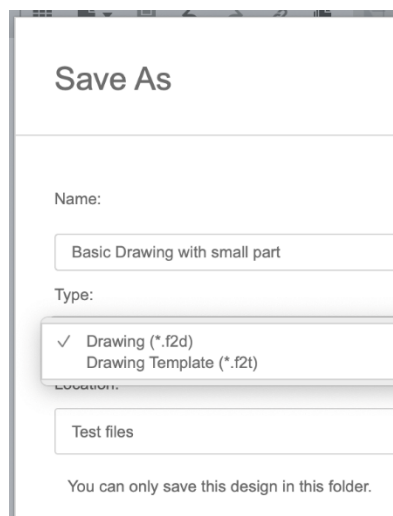 Save As
Name:
Basic Drawing with small part
Type:
✓ Drawing (*.f2d)
Drawing Template (*.f2t)
Location:
Test files
You can only save this design in this folder.